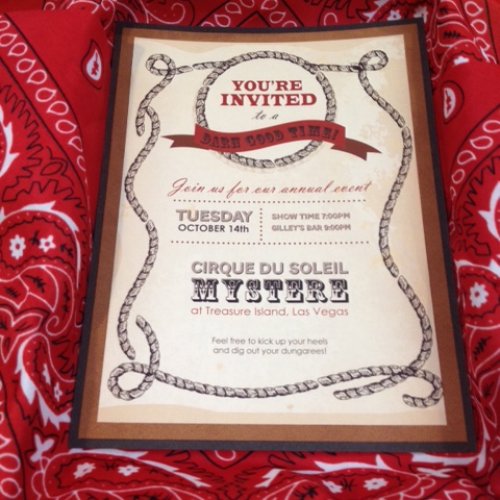 YOU'RE
INVITED
to a
DARN GOOD TIME!
Join us for our annual event
TUESDAY
OCTOBER 14th
SHOW TIME 7:00PM
GILLEY'S BAR 9:00PM
CIRQUE DU SOLEIL
MYSTERE
at Treasure Island, Las Vegas
Feel free to kick up your heels
and dig out your dungarees!